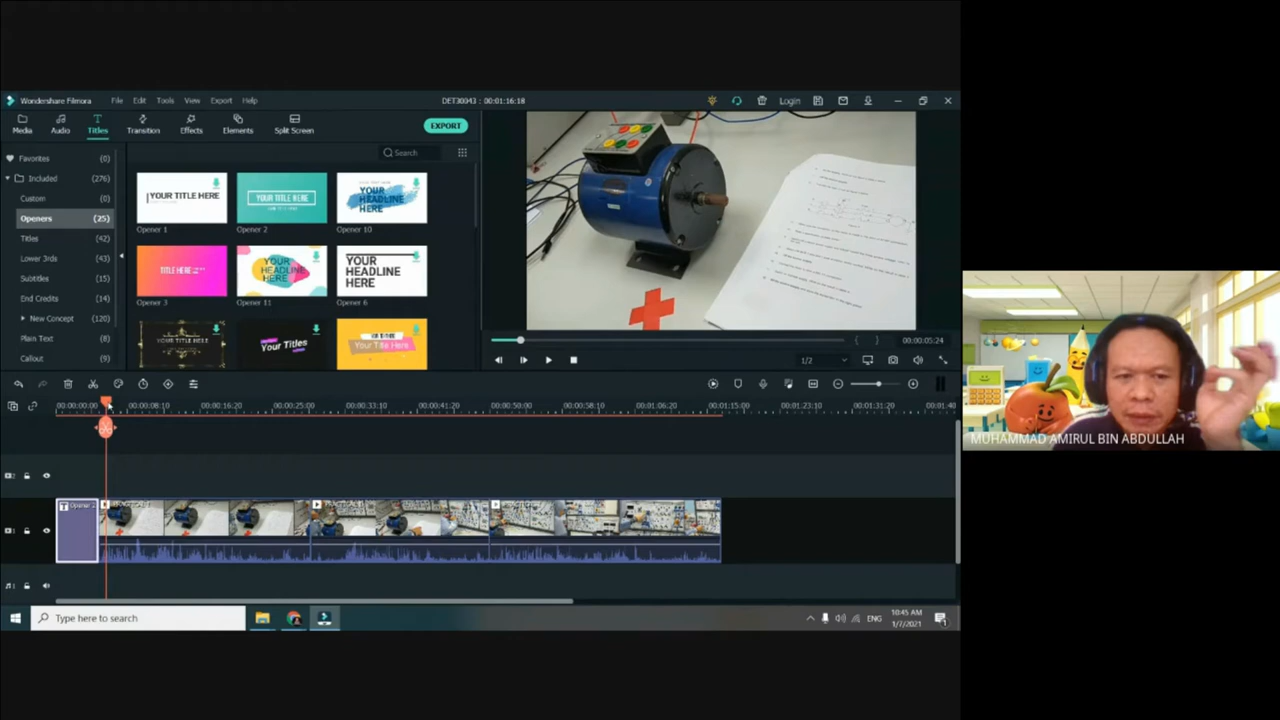 Wondershare Filmora File Edit Tools View Export Help DET30043 : 00:01:16:18 Login
Media Audio Titles Transition Effects Elements Split Screen EXPORT
Favorites (0) Search
Included (276)
Custom (0)
Openers (25)
Titles (42)
Lower 3rds (43)
Subtitles (15)
End Credits (14)
New Concept (120)
Plain Text (8)
Callout (9)
YOUR TITLE HERE
Opener 1
YOUR TITLE HERE
Opener 2
YOUR
HEADLINE
HERE
Opener 10
TITLE HERE
Opener 3
YOUR
HEADLINE
HERE
Opener 11
YOUR
HEADLINE
HERE
Opener 6
YOUR TITLE HERE
Your Titles
Your Title Here
00:00:05:24
1/2
00:00:00:00 00:00:08:10 00:00:16:20 00:00:25:00 00:00:33:10 00:00:41:20 00:00:50:00 00:00:58:10 00:01:06:20 00:01:15:00 00:01:23:10 00:01:31:20 00:01:40
Opener 2
MUHAMMAD AMIRUL BIN ABDULLAH
Type here to search
ENG
10:45 AM
1/7/2021